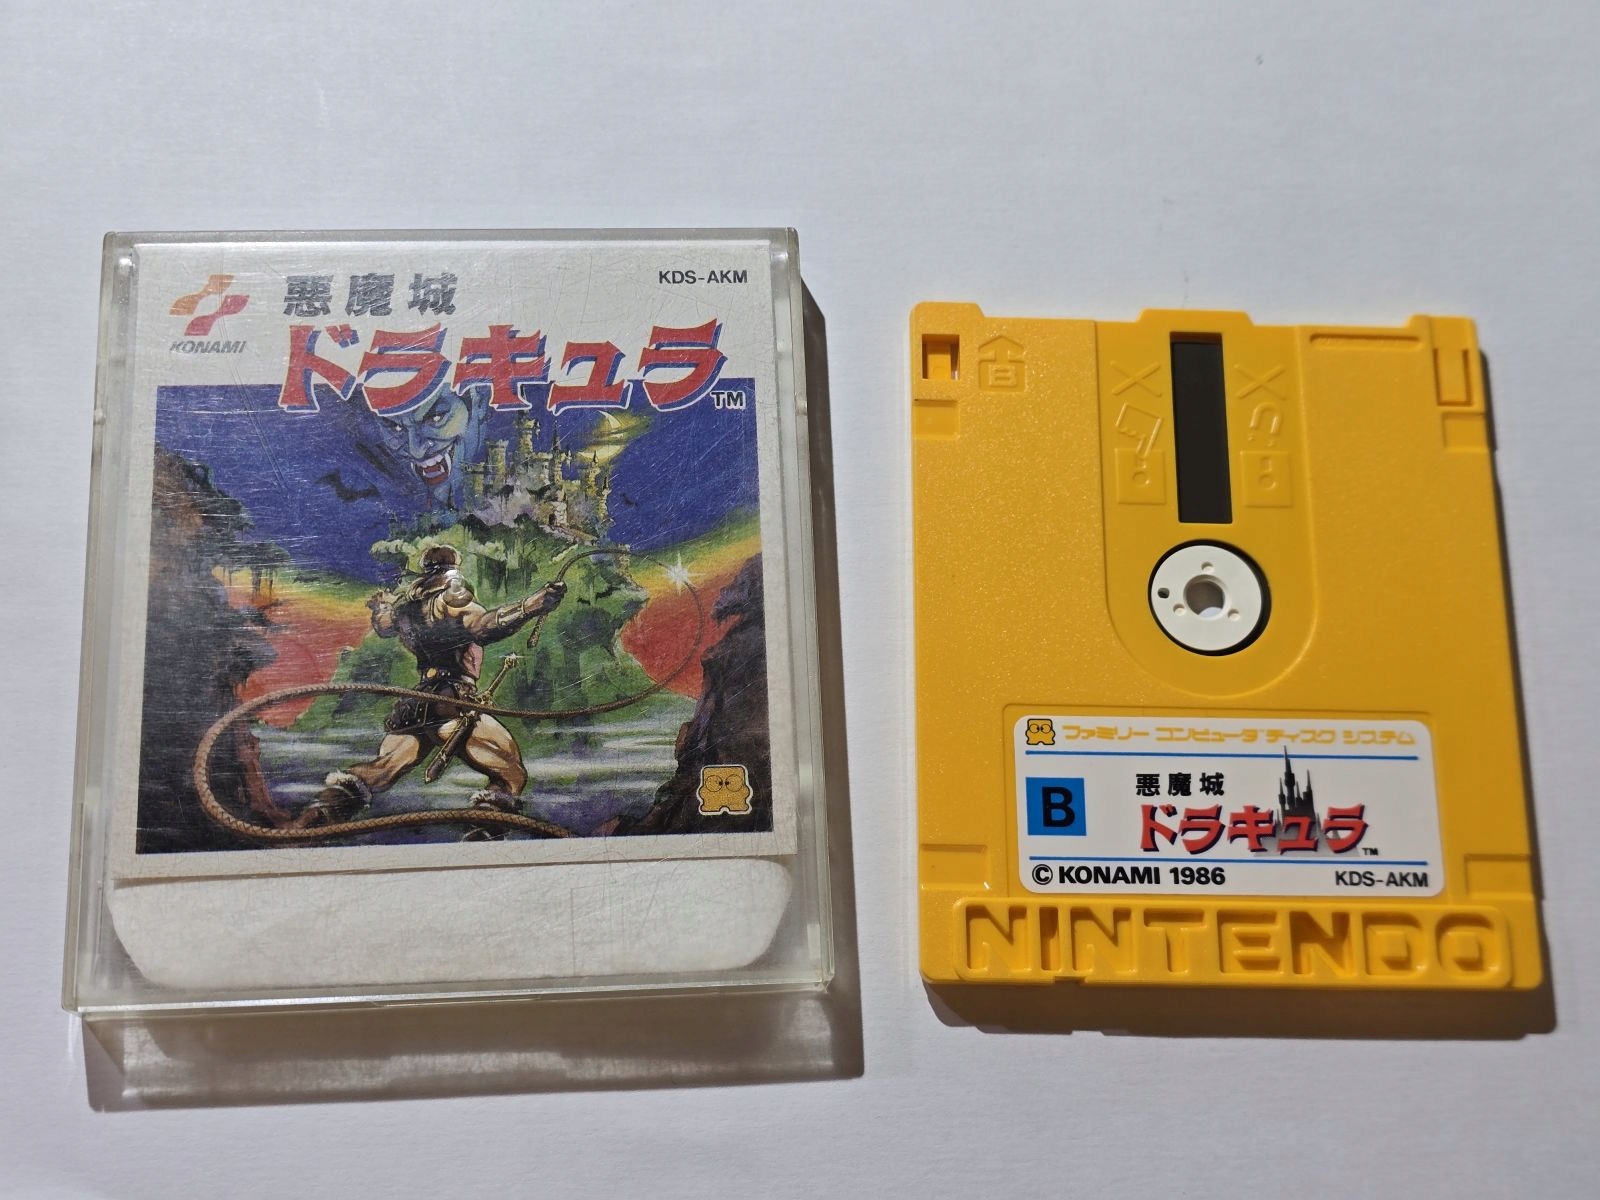 KONAMI
悪魔城
KDS-AKM
ドラキュラ
TM
B
ファミリー コンピュータ ディスク システム
B
悪魔城
ドラキュラ
TM
© KONAMI 1986
KDS-AKM
NINTENDO